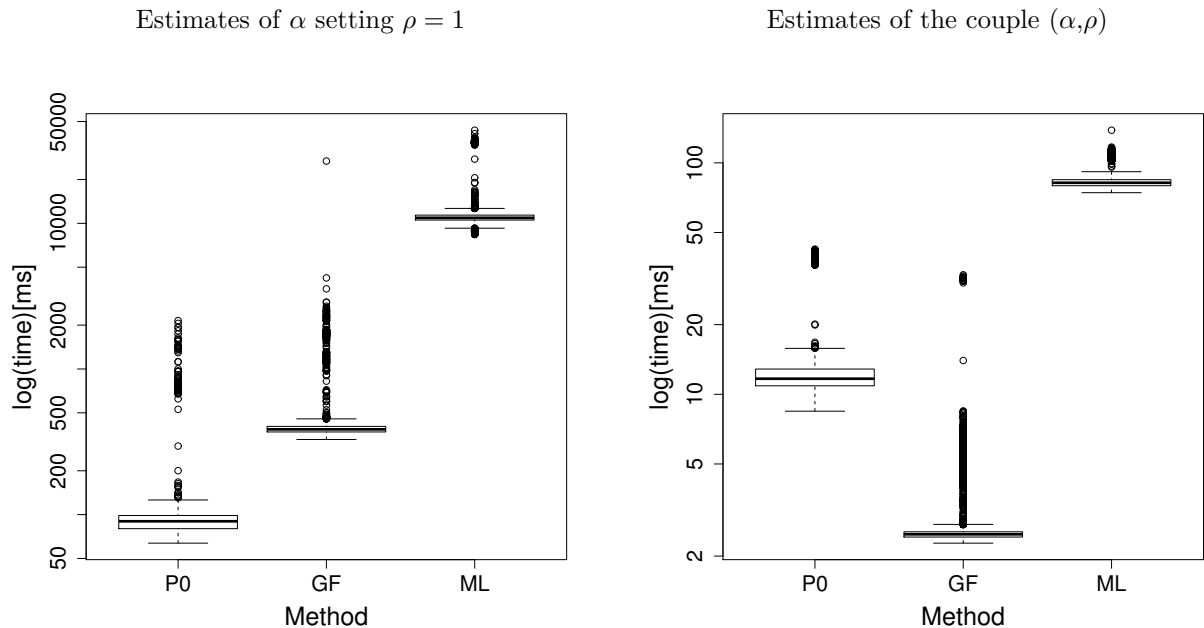 Estimates of α setting ρ = 1
log(time)[ms]
50000
10000
2000
500
200
50
P0
GF
ML
Method
Estimates of the couple (α,ρ)
log(time)[ms]
100
50
20
10
5
2
P0
GF
ML
Method